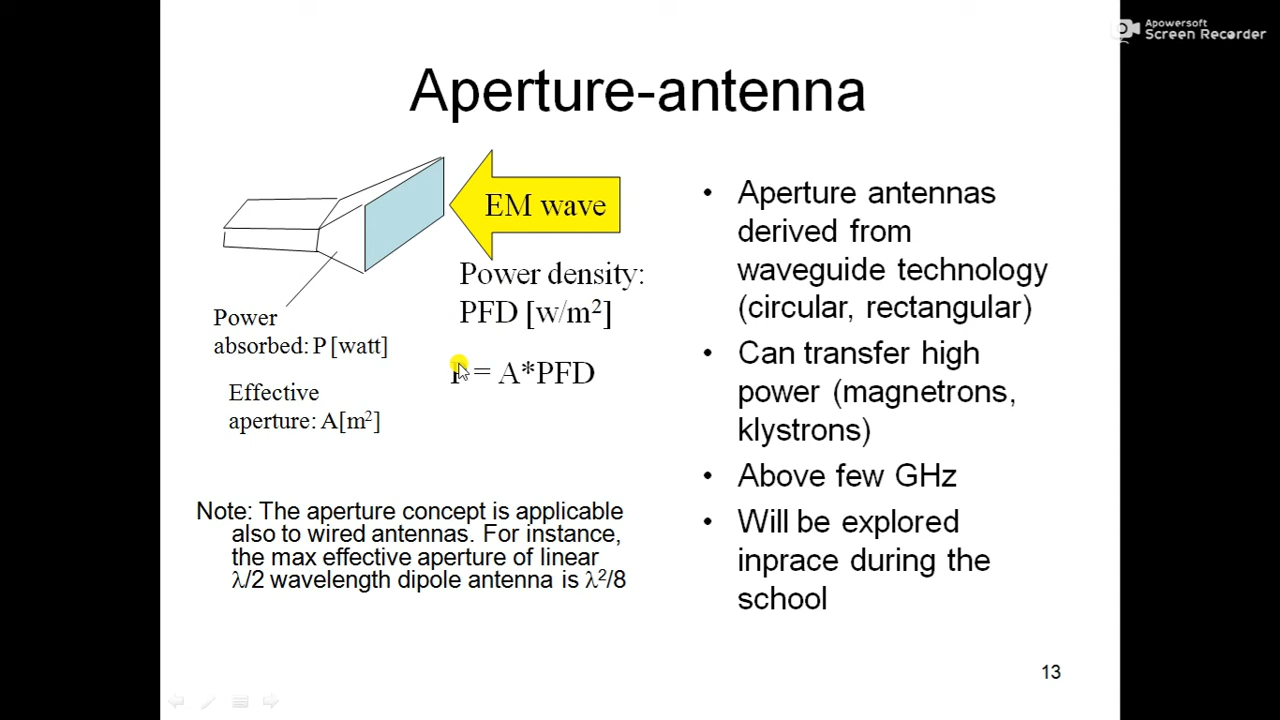 Apowersoft
Screen Recorder
Aperture-antenna
EM wave
Power density:
PFD [w/m²]
Power
absorbed: P [watt]
= A*PFD
Effective
aperture: A[m²]
Note: The aperture concept is applicable
also to wired antennas. For instance,
the max effective aperture of linear
λ/2 wavelength dipole antenna is λ²/8
• Aperture antennas
derived from
waveguide technology
(circular, rectangular)
• Can transfer high
power (magnetrons,
klystrons)
• Above few GHz
• Will be explored
inprace during the
school
13